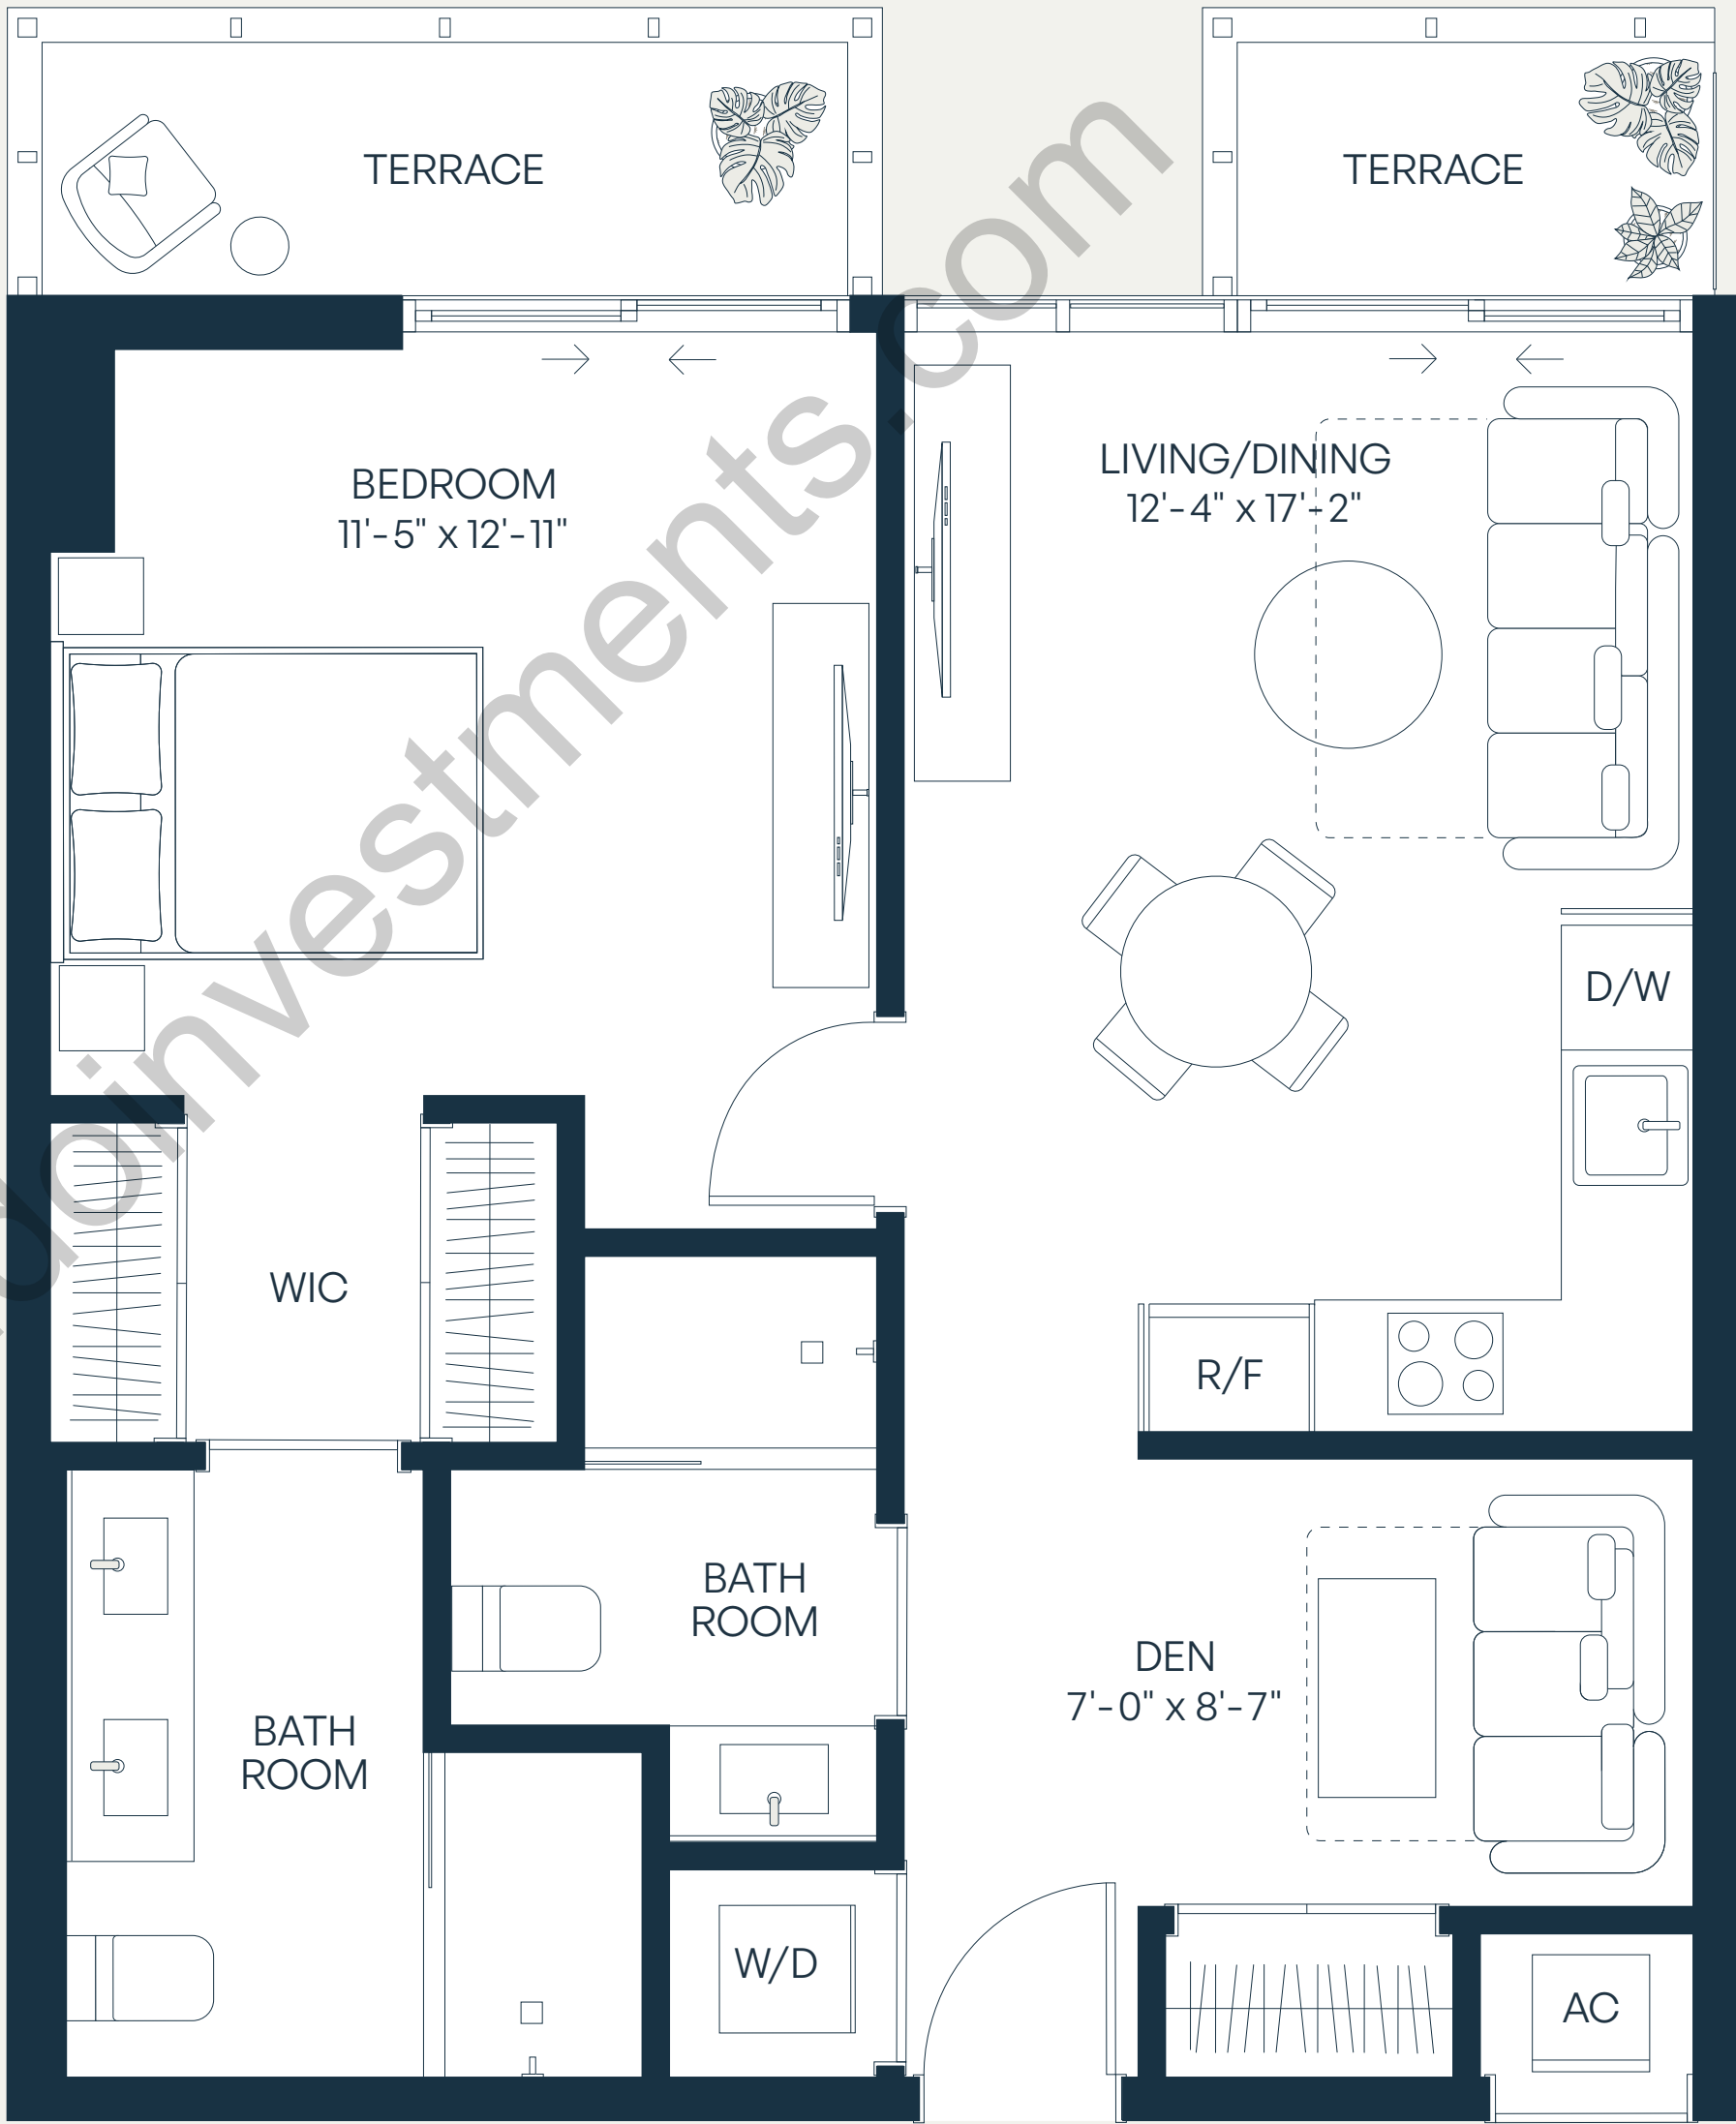 TERRACE
TERRACE
BEDROOM
11'-5" X 12'-11"
LIVING/DINING
12'-4" X 17'-2"
D/W
WIC
R/F
BATH
ROOM
DEN
7'-0" X 8'-7"
BATH
ROOM
W/D
AC
doinvestments.com